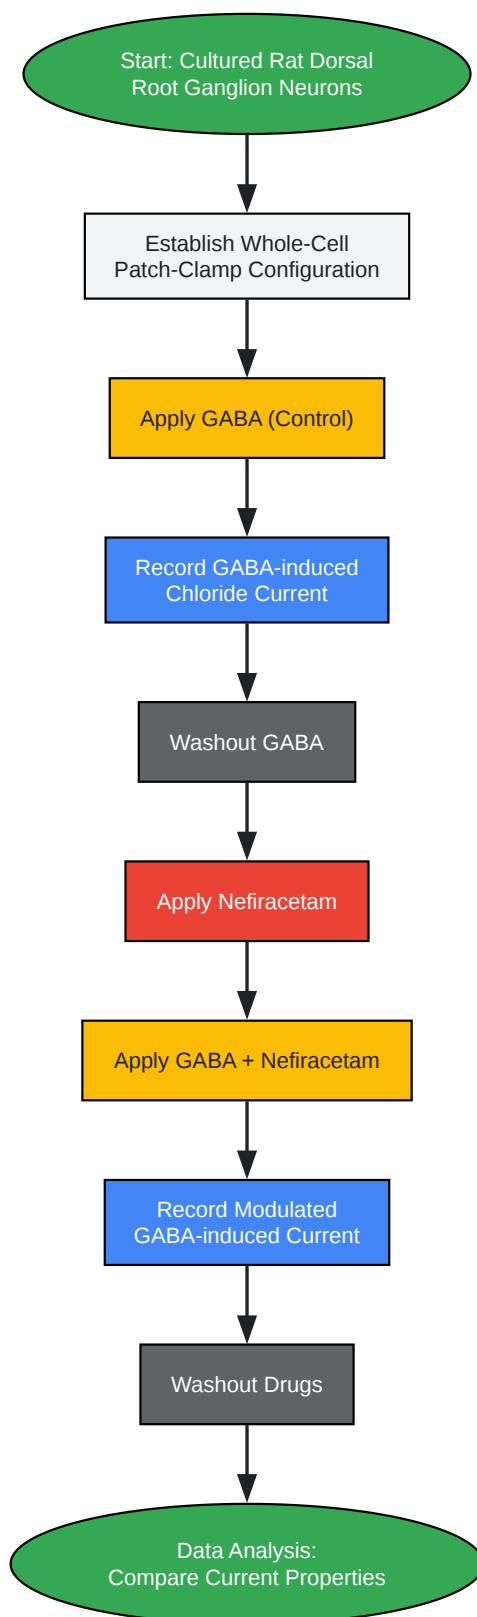 Start: Cultured Rat Dorsal
Root Ganglion Neurons
Establish Whole-Cell
Patch-Clamp Configuration
Apply GABA (Control)
Record GABA-induced
Chloride Current
Washout GABA
Apply Nefiracetam
Apply GABA + Nefiracetam
Record Modulated
GABA-induced Current
Washout Drugs
Data Analysis:
Compare Current Properties